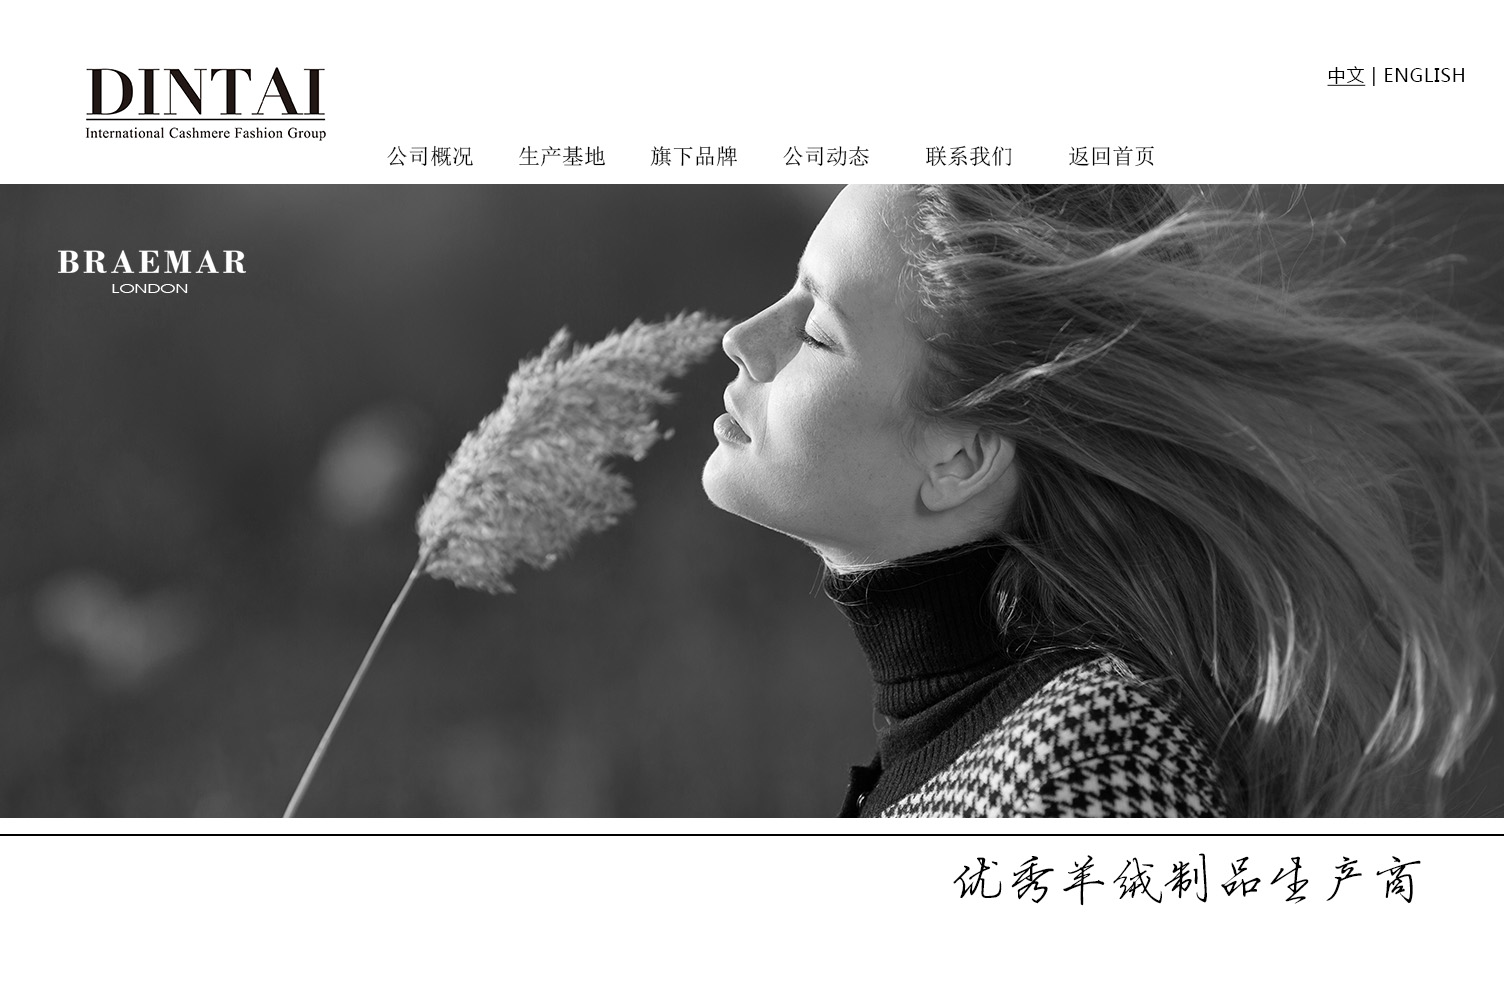 DINTAI
International Cashmere Fashion Group
中文 | ENGLISH
公司概况 生产基地 旗下品牌 公司动态 联系我们 返回首页
BRAEMAR
LONDON
优秀羊绒制品生产商